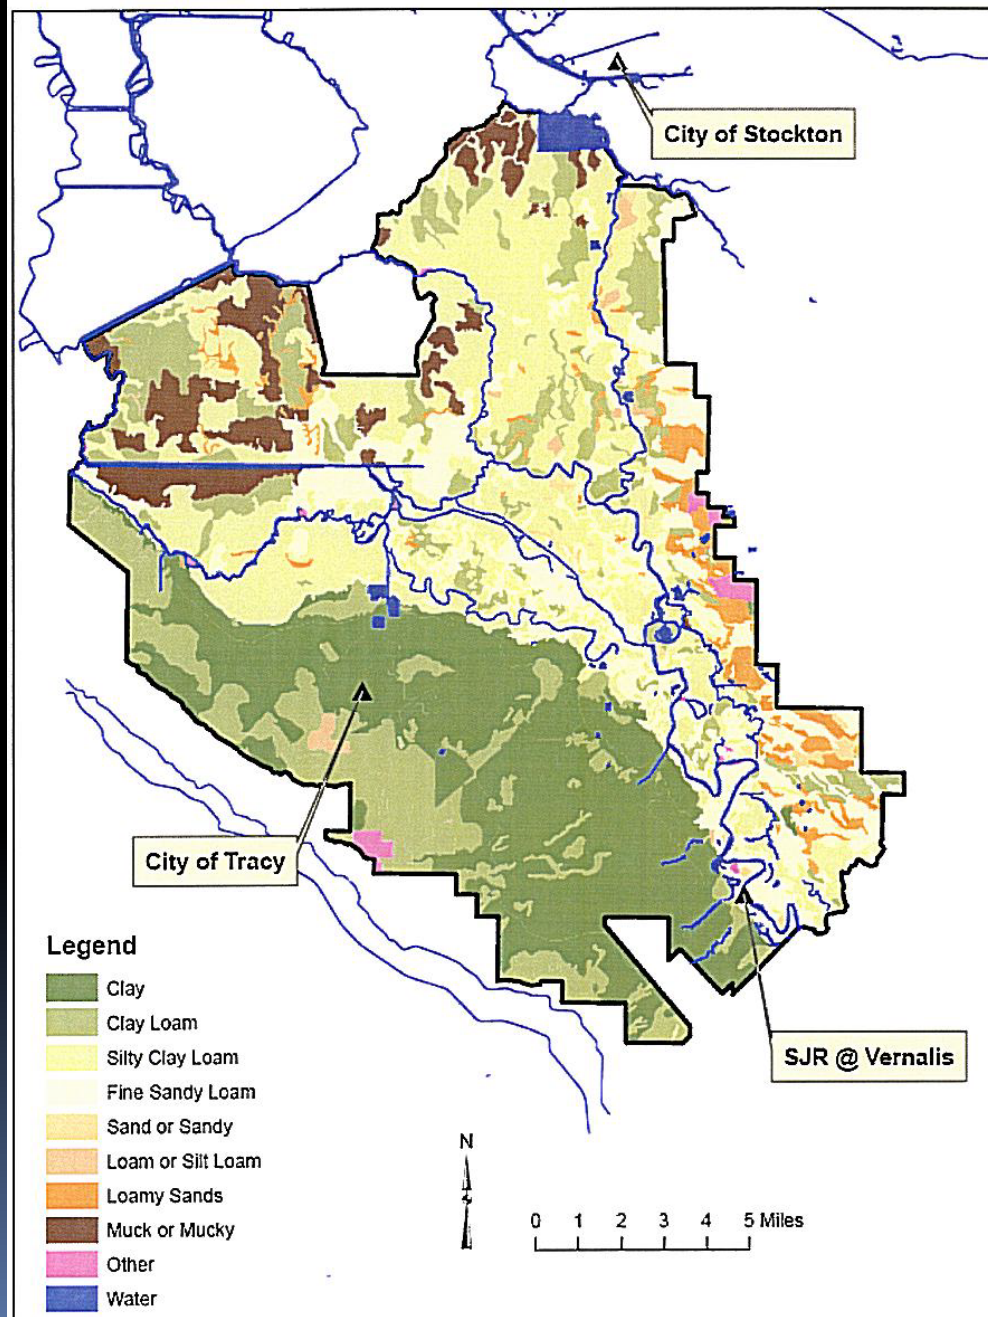 City of Stockton
City of Tracy
SJR @ Vernalis
Legend
Clay
Clay Loam
Silty Clay Loam
Fine Sandy Loam
Sand or Sandy
Loam or Silt Loam
Loamy Sands
Muck or Mucky
Other
Water
N
0 1 2 3 4 5 Miles